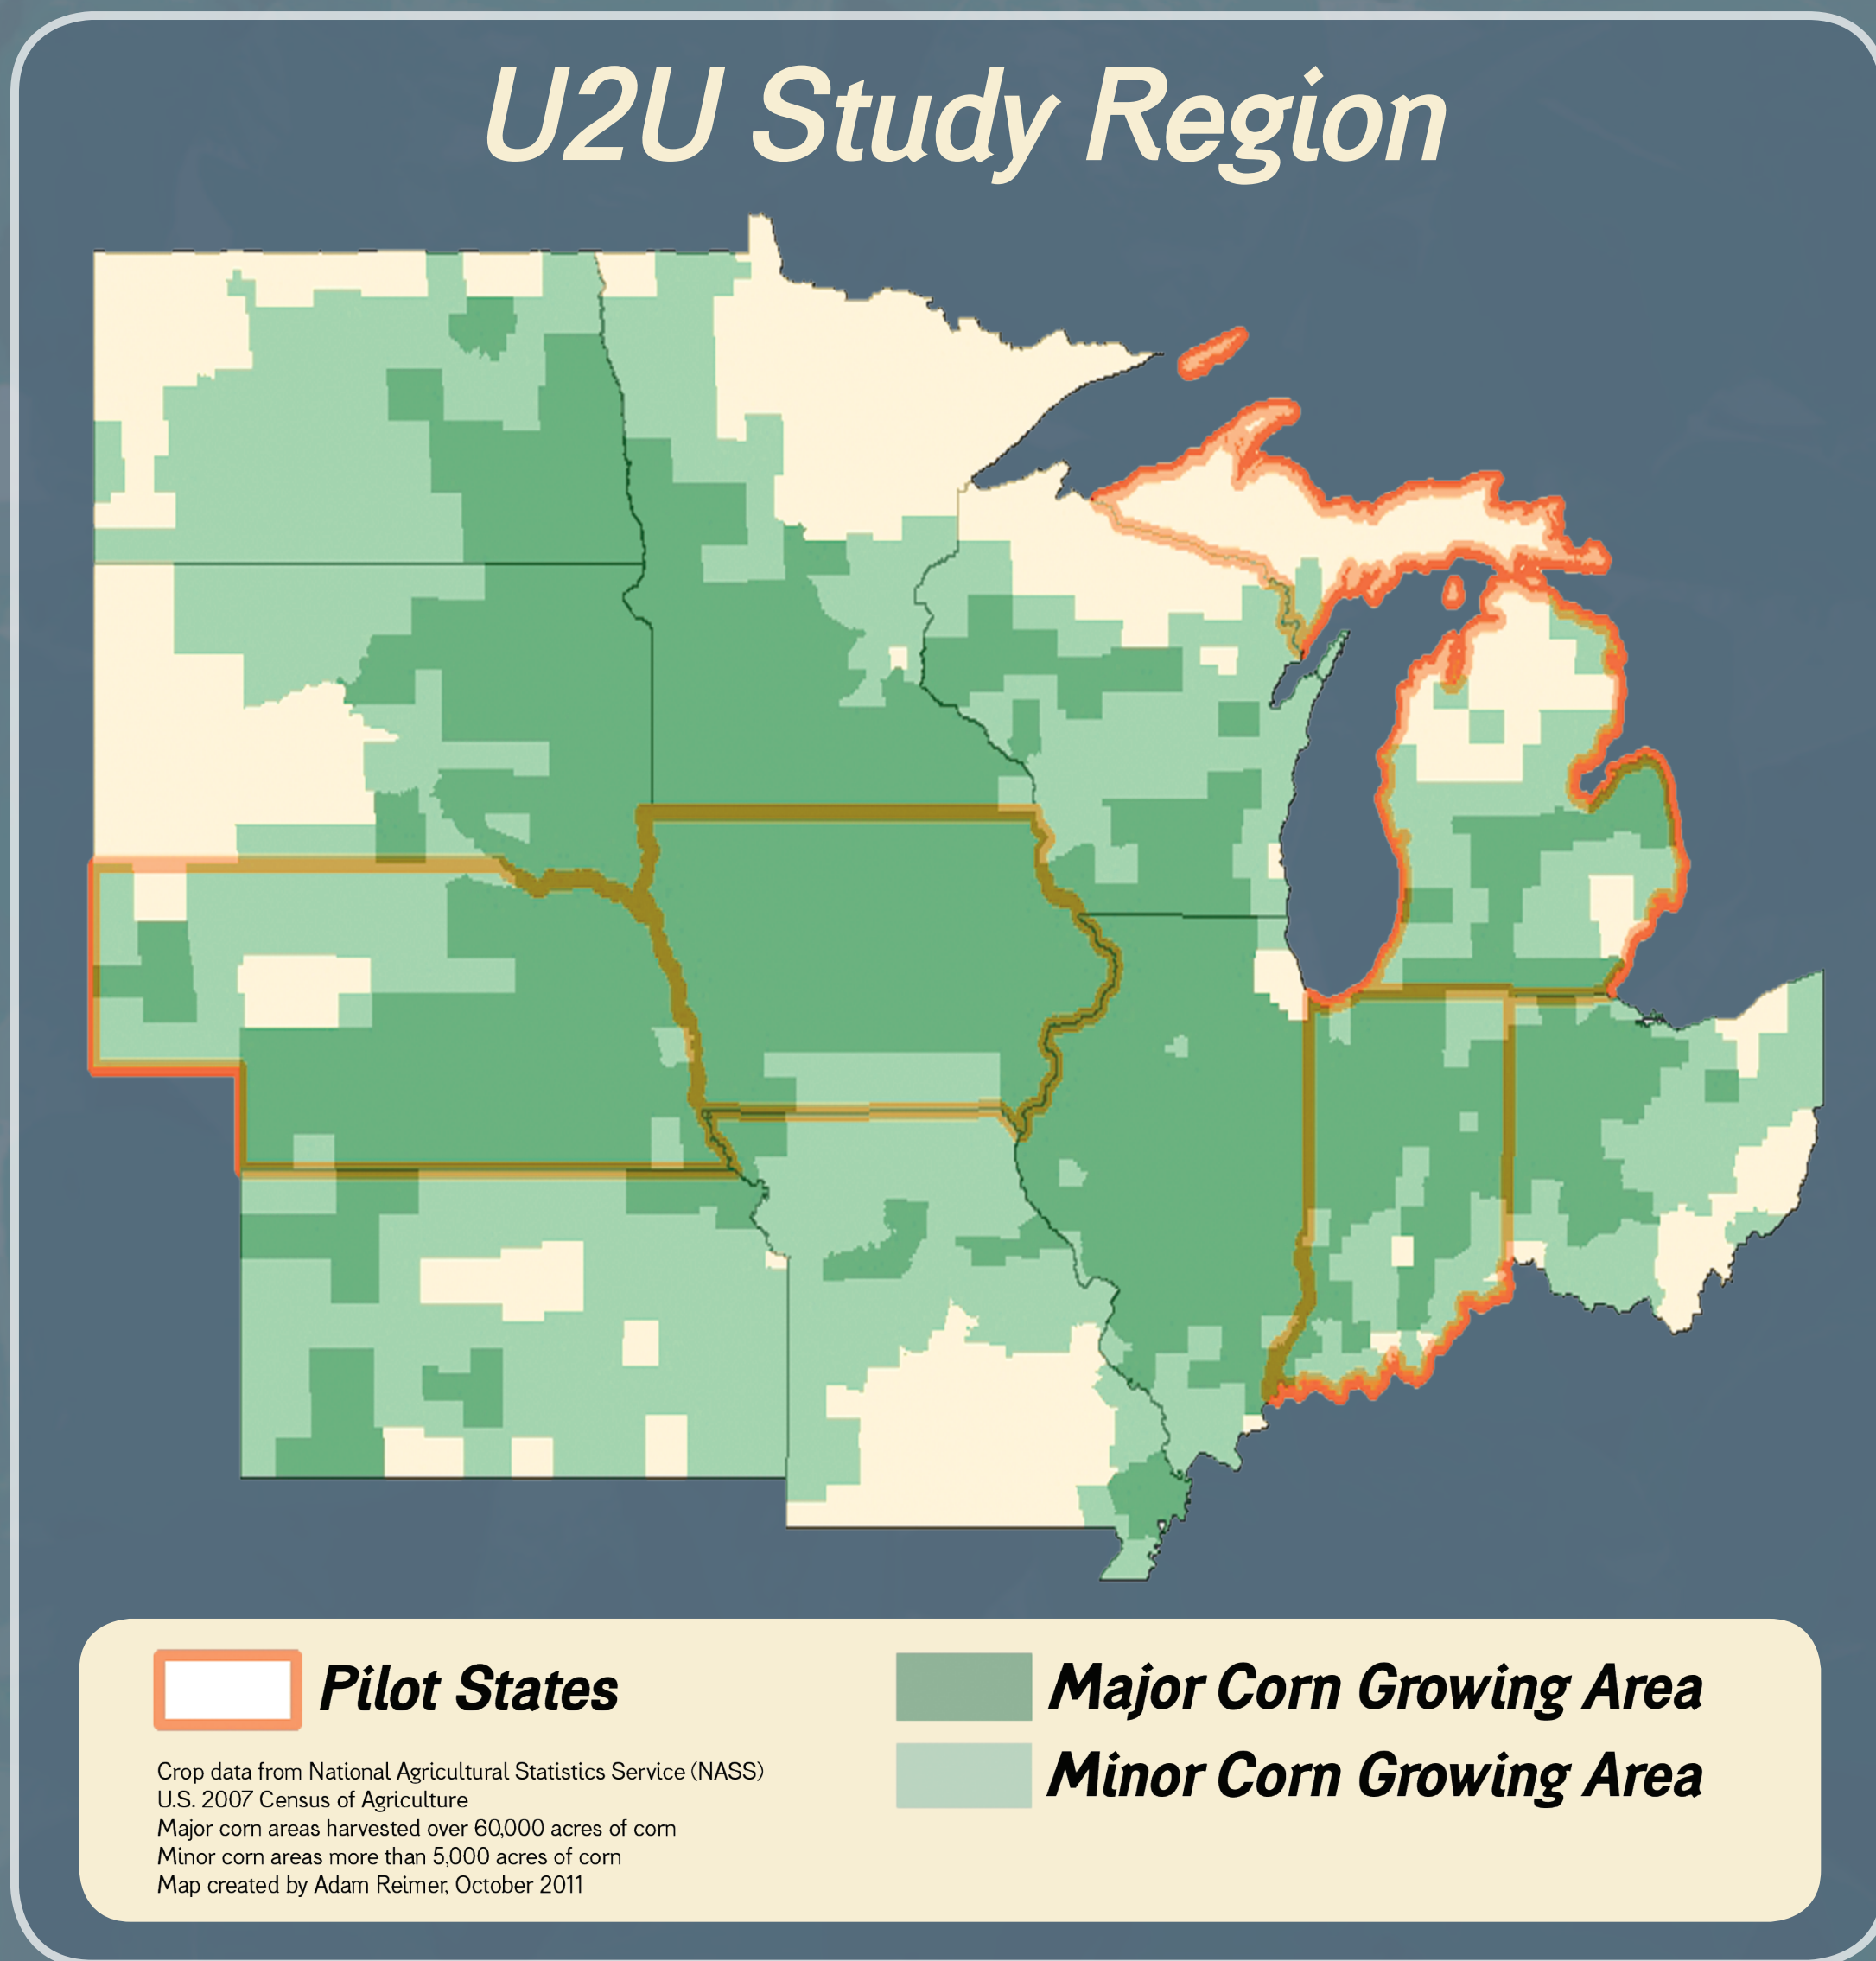 U2U Study Region
Pilot States
Major Corn Growing Area
Minor Corn Growing Area
Crop data from National Agricultural Statistics Service (NASS)
U.S. 2007 Census of Agriculture
Major corn areas harvested over 60,000 acres of corn
Minor corn areas more than 5,000 acres of corn
Map created by Adam Reimer, October 2011